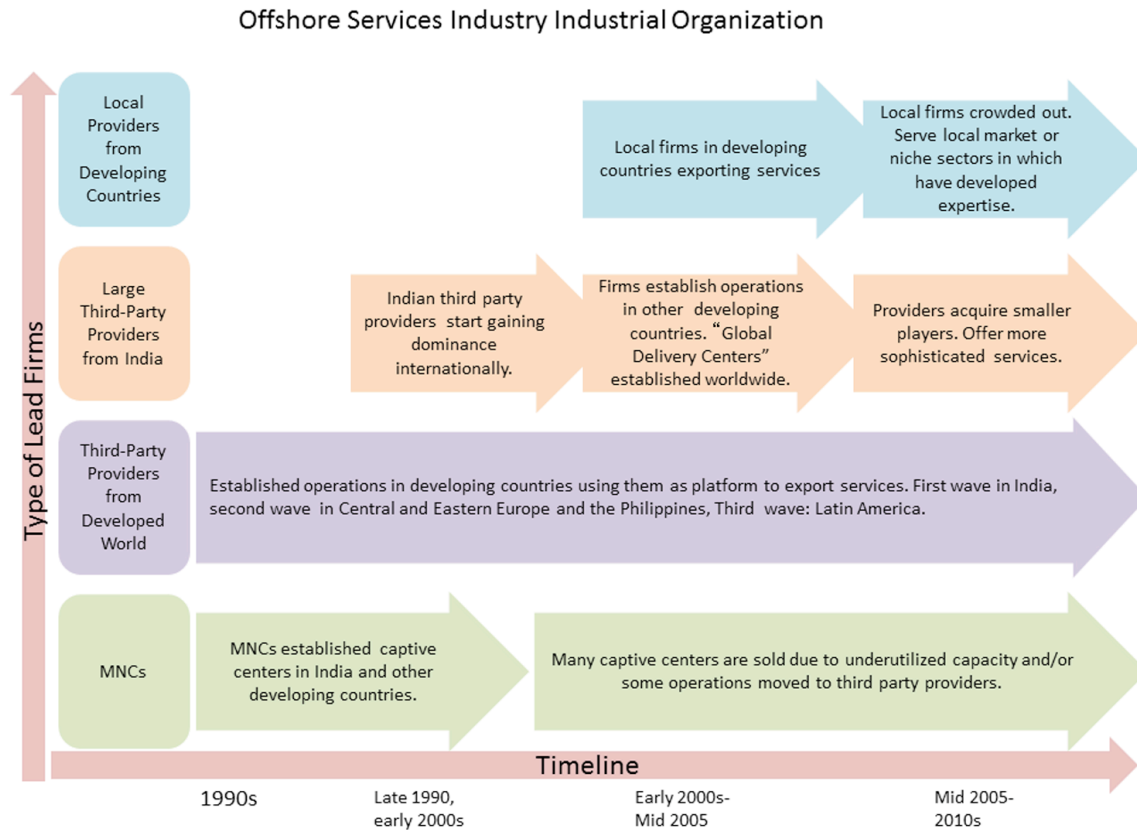 Offshore Services Industry Industrial Organization
Type of Lead Firms
Local
Providers
from
Developing
Countries
Local firms in developing
countries exporting services
Local firms crowded out.
Serve local market or
niche sectors in which
have developed
expertise.
Large
Third-Party
Providers
from India
Indian third party
providers start gaining
dominance
internationally.
Firms establish operations
in other developing
countries. “Global
Delivery Centers”
established worldwide.
Providers acquire smaller
players. Offer more
sophisticated services.
Third-Party
Providers
from
Developed
World
Established operations in developing countries using them as platform to export services. First wave in India,
second wave in Central and Eastern Europe and the Philippines, Third wave: Latin America.
MNCs
MNCs established captive
centers in India and other
developing countries.
Many captive centers are sold due to underutilized capacity and/or
some operations moved to third party providers.
Timeline
1990s
Late 1990,
early 2000s
Early 2000s-
Mid 2005
Mid 2005-
2010s